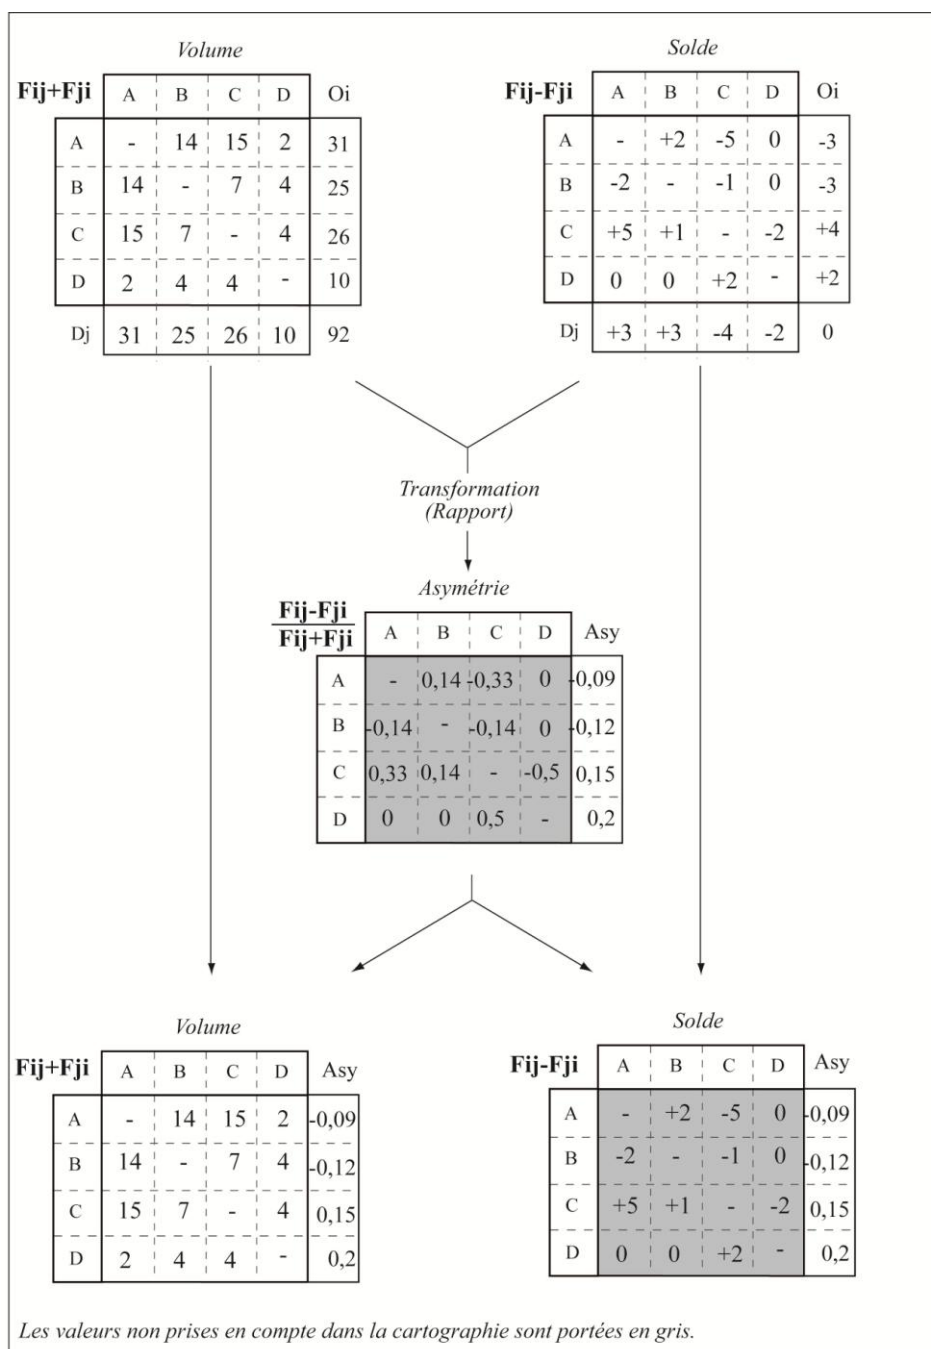 Volume
Fij+Fji A B C D Oi
A - 14 15 2 31
B 14 - 7 4 25
C 15 7 - 4 26
D 2 4 4 - 10
Dj 31 25 26 10 92
Solde
Fij-Fji A B C D Oi
A - +2 -5 0 -3
B -2 - -1 0 -3
C +5 +1 - -2 +4
D 0 0 +2 - +2
Dj +3 +3 -4 -2 0
Transformation
(Rapport)
Asymétrie
Fij-Fji
Fij+Fji A B C D Asy
A - 0,14 -0,33 0 -0,09
B -0,14 - -0,14 0 -0,12
C 0,33 0,14 - -0,5 0,15
D 0 0 0,5 - 0,2
Volume
Fij+Fji A B C D Asy
A - 14 15 2 -0,09
B 14 - 7 4 -0,12
C 15 7 - 4 0,15
D 2 4 4 - 0,2
Solde
Fij-Fji A B C D Asy
A - +2 -5 0 -0,09
B -2 - -1 0 -0,12
C +5 +1 - -2 0,15
D 0 0 +2 - 0,2
Les valeurs non prises en compte dans la cartographie sont portées en gris.